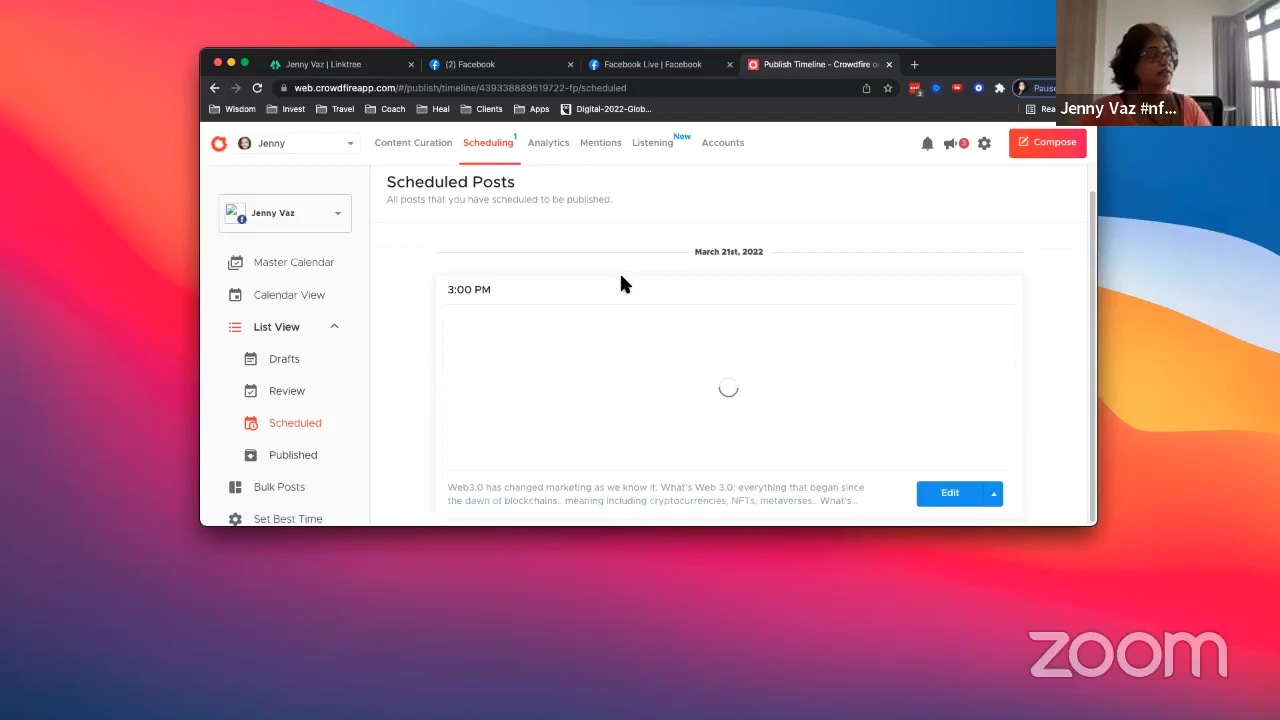 Jenny Vaz | Linktree
(2) Facebook
Facebook Live | Facebook
Publish Timeline - Crowdfire
web.crowdfireapp.com/#/publish/timeline/439338889519722-fp/scheduled
Wisdom
Invest
Travel
Coach
Heal
Clients
Apps
Digital-2022-Glob...
Jenny Vaz #nf...
Jenny
Content Curation
Scheduling
1
Analytics
Mentions
Listening
New
Accounts
3
Compose
Jenny Vaz
Master Calendar
Calendar View
List View
Drafts
Review
Scheduled
Published
Bulk Posts
Set Best Time
Scheduled Posts
All posts that you have scheduled to be published.
March 21st, 2022
3:00 PM
Web3.0 has changed marketing as we know it. What's Web 3.0: everything that began since
the dawn of blockchains.. meaning including cryptocurrencies, NFTs, metaverses.. What's...
Edit
zoom